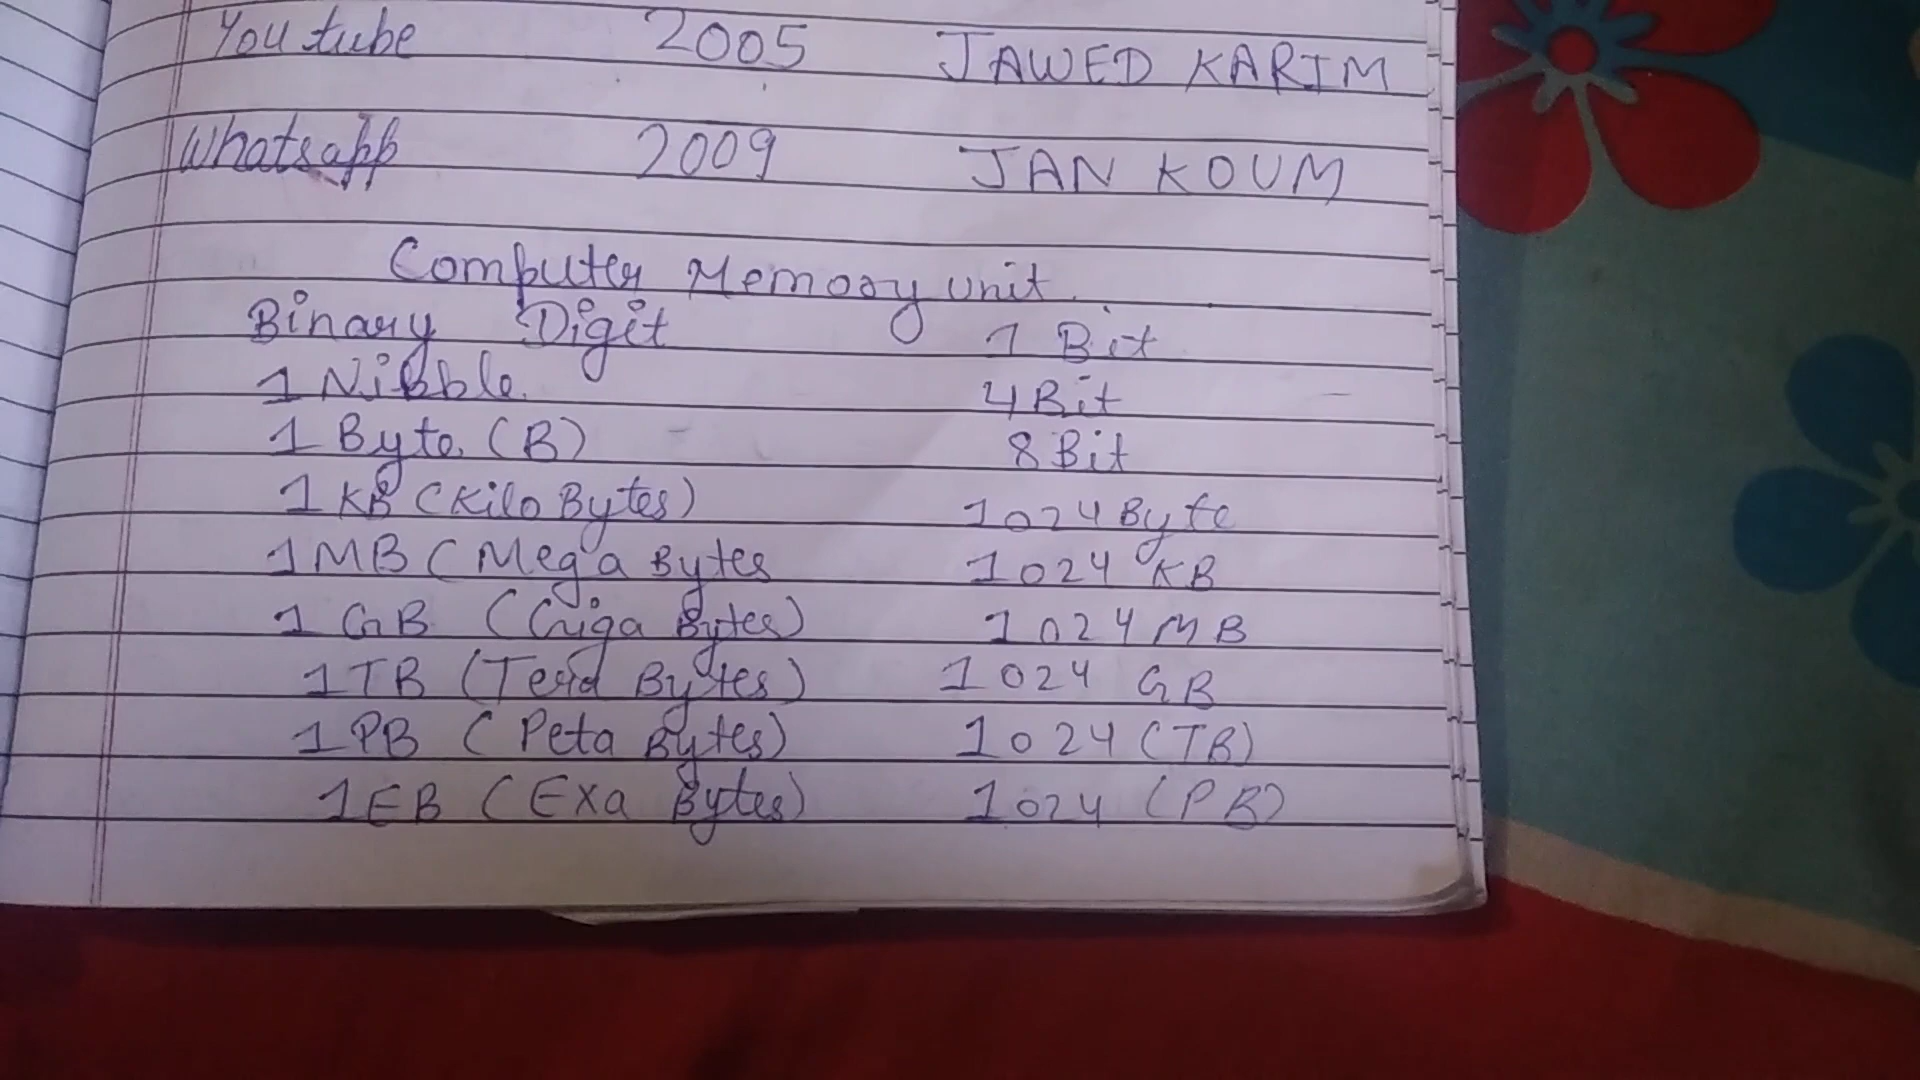 Youtube 2005 JAWED KARIM
Whatsapp 2009 JAN KOUM
Computer Memory unit.
Binary Digit 1 Bit
1 Nibble. 4 Bit
1 Byte. (B) 8 Bit
1 KB (Kilo Bytes) 1024 Byte
1 MB (Mega Bytes 1024 KB
1 GB (Giga Bytes) 1024 MB
1 TB (Tera Bytes) 1024 GB
1 PB (Peta Bytes) 1024 (TB)
1 EB (Exa Bytes) 1024 (PB)